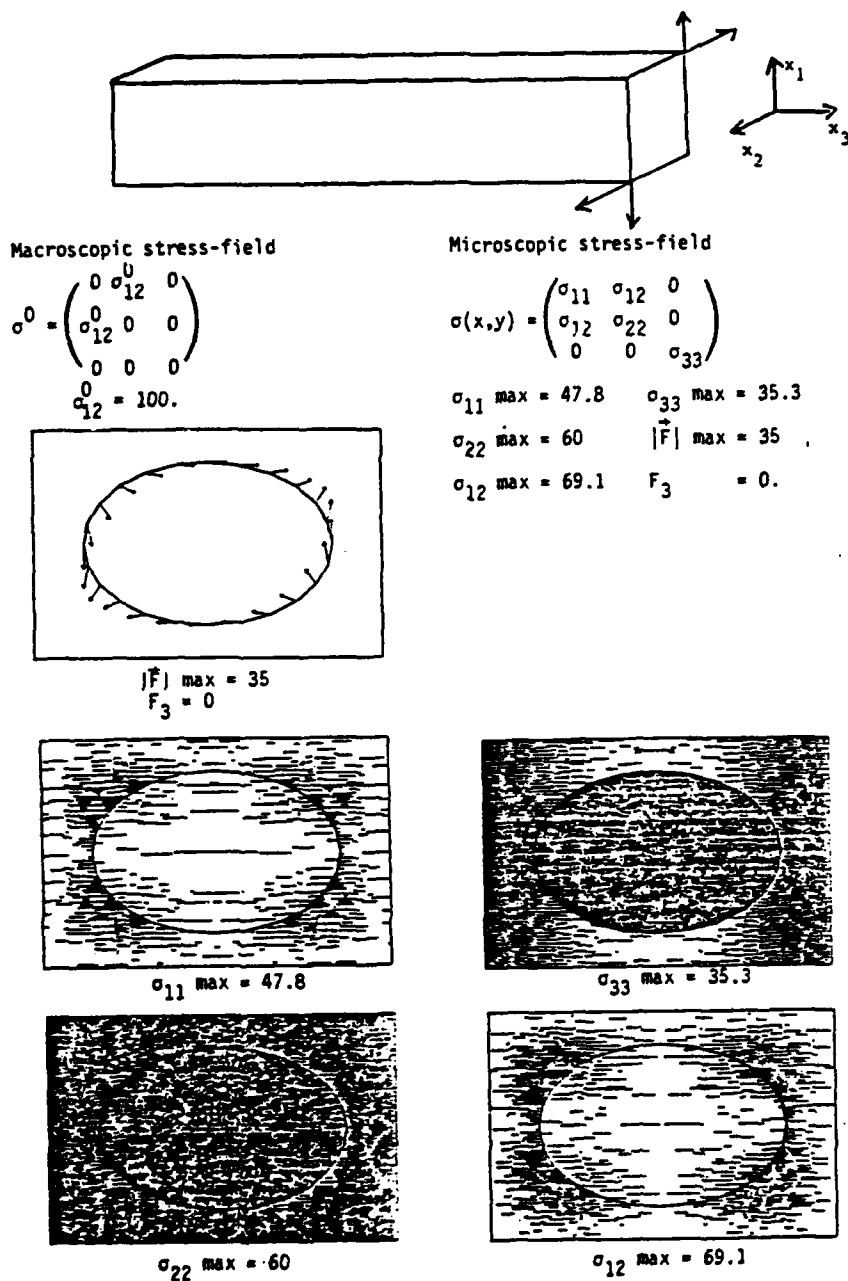 x1
x3
x2
Macroscopic stress-field
σ⁰ = ( 0 σ⁰12 0
σ⁰12 0 0
0 0 0 )
σ⁰12 = 100.
Microscopic stress-field
σ(x,y) = ( σ11 σ12 0
σ12 σ22 0
0 0 σ33 )
σ11 max = 47.8 σ33 max = 35.3
σ22 max = 60 |F⃗| max = 35
σ12 max = 69.1 F3 = 0.
|F⃗| max = 35
F3 = 0
σ11 max = 47.8
σ33 max = 35.3
σ22 max = 60
σ12 max = 69.1